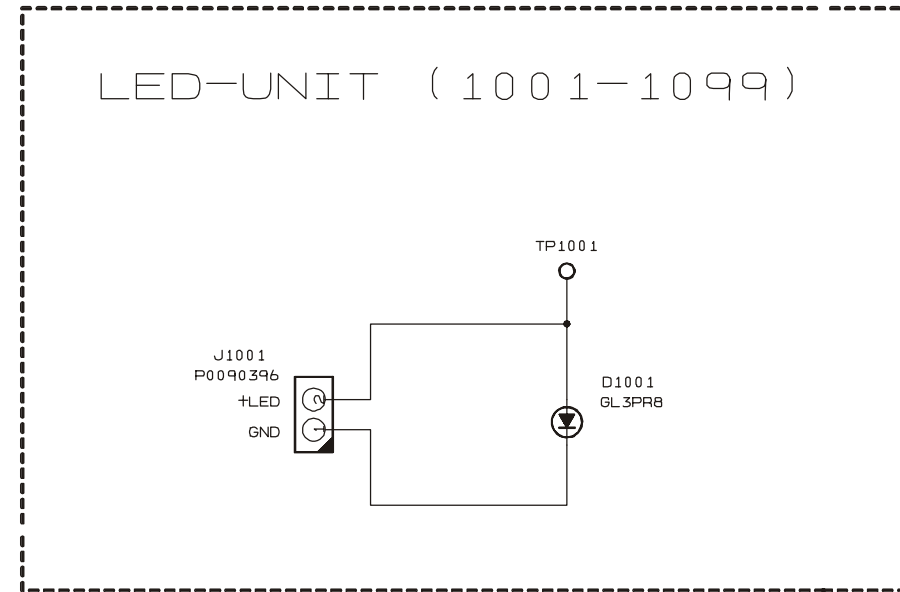 LED-UNIT (1001-1099)
TP1001
J1001
P0090396
+LED
2
GND
1
D1001
GL3PR8